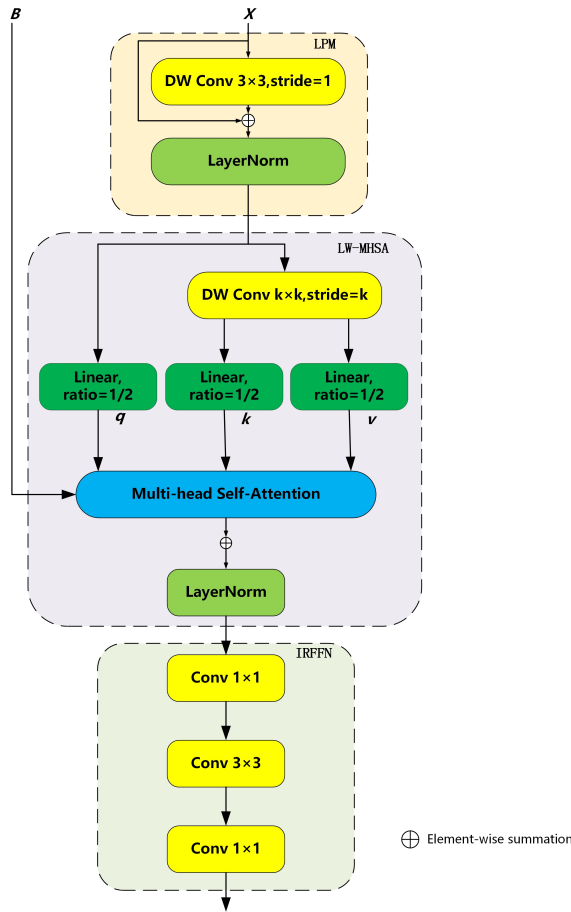 B
X
LPM
DW Conv 3×3,stride=1
LayerNorm
LW-MHSA
DW Conv k×k,stride=k
Linear,
ratio=1/2
Linear,
ratio=1/2
Linear,
ratio=1/2
q
k
v
Multi-head Self-Attention
LayerNorm
IRFFN
Conv 1×1
Conv 3×3
Conv 1×1
Element-wise summation